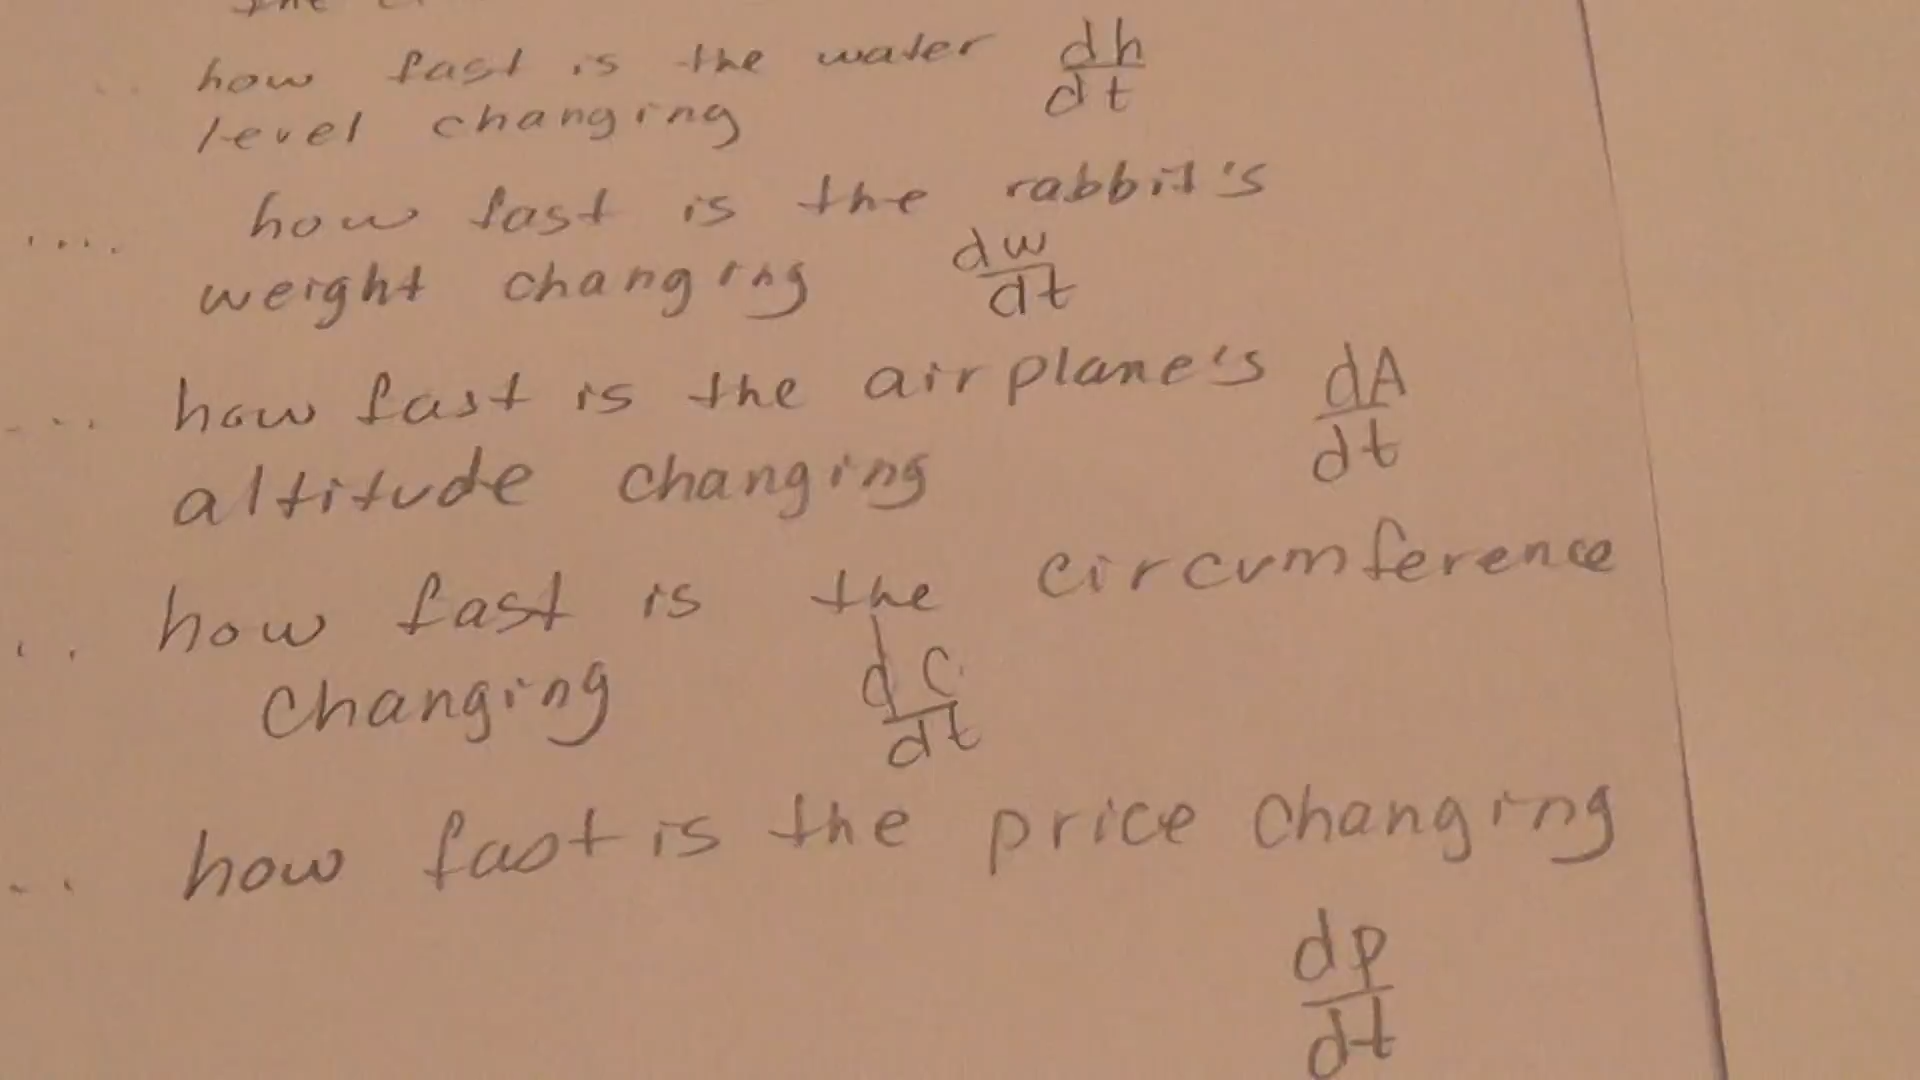 the
how fast is the water dh/dt
level changing
.... how fast is the rabbit's
weight changing dw/dt
... how fast is the airplane's dA/dt
altitude changing
.. how fast is the circumference
changing dC/dt
.. how fast is the price changing
dp/dt